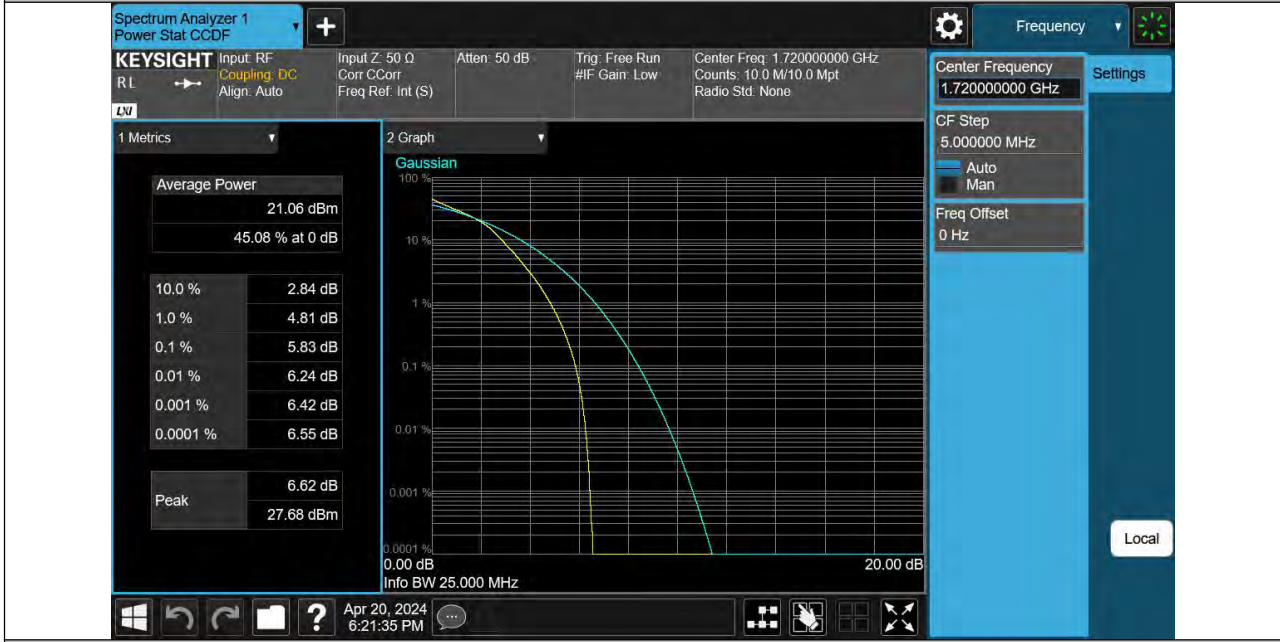 Spectrum Analyzer 1
Power Stat CCDF
+
Frequency
KEYSIGHT
RL
LXI
Input: RF
Coupling: DC
Align: Auto
Input Z: 50 Ω
Corr CCorr
Freq Ref: Int (S)
Atten: 50 dB
Trig: Free Run
#IF Gain: Low
Center Freq: 1.720000000 GHz
Counts: 10.0 M/10.0 Mpt
Radio Std: None
Center Frequency
1.720000000 GHz
Settings
CF Step
5.000000 MHz
Auto
Man
Freq Offset
0 Hz
1 Metrics
Average Power
21.06 dBm
45.08 % at 0 dB
10.0 % 2.84 dB
1.0 % 4.81 dB
0.1 % 5.83 dB
0.01 % 6.24 dB
0.001 % 6.42 dB
0.0001 % 6.55 dB
Peak
6.62 dB
27.68 dBm
2 Graph
Gaussian
100 %
10 %
1 %
0.1 %
0.01 %
0.001 %
0.0001 %
0.00 dB 20.00 dB
Info BW 25.000 MHz
Local
?
Apr 20, 2024
6:21:35 PM